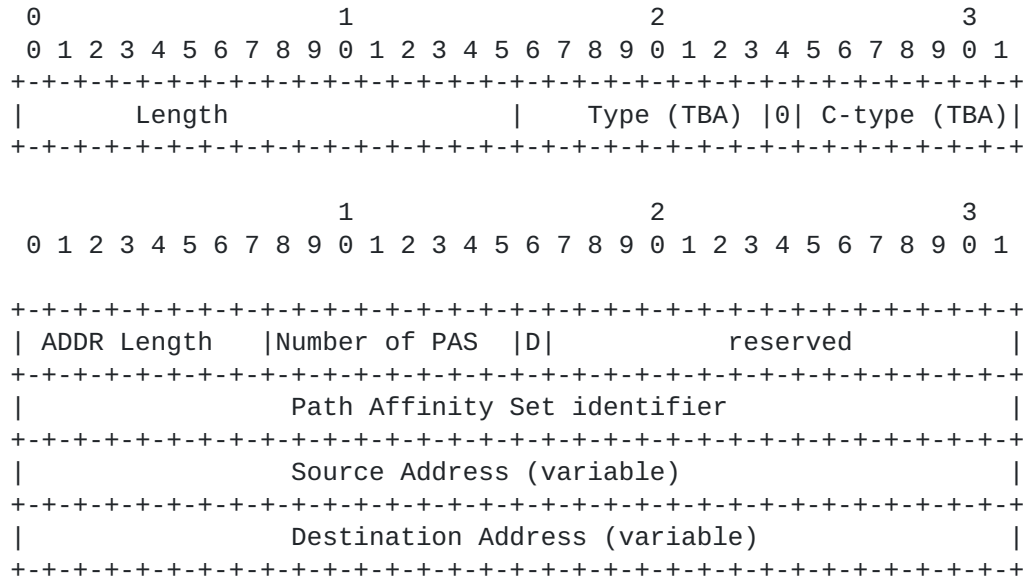 0                   1                   2                   3
 0 1 2 3 4 5 6 7 8 9 0 1 2 3 4 5 6 7 8 9 0 1 2 3 4 5 6 7 8 9 0 1
+-+-+-+-+-+-+-+-+-+-+-+-+-+-+-+-+-+-+-+-+-+-+-+-+-+-+-+-+-+-+-+-+
|       Length                  |    Type (TBA) |0| C-type (TBA)|
+-+-+-+-+-+-+-+-+-+-+-+-+-+-+-+-+-+-+-+-+-+-+-+-+-+-+-+-+-+-+-+-+
                     1                   2                   3
 0 1 2 3 4 5 6 7 8 9 0 1 2 3 4 5 6 7 8 9 0 1 2 3 4 5 6 7 8 9 0 1
+-+-+-+-+-+-+-+-+-+-+-+-+-+-+-+-+-+-+-+-+-+-+-+-+-+-+-+-+-+-+-+-+
| ADDR Length   |Number of PAS  |D|           reserved          |
+-+-+-+-+-+-+-+-+-+-+-+-+-+-+-+-+-+-+-+-+-+-+-+-+-+-+-+-+-+-+-+-+
|                 Path Affinity Set identifier                  |
+-+-+-+-+-+-+-+-+-+-+-+-+-+-+-+-+-+-+-+-+-+-+-+-+-+-+-+-+-+-+-+-+
|                 Source Address (variable)                     |
+-+-+-+-+-+-+-+-+-+-+-+-+-+-+-+-+-+-+-+-+-+-+-+-+-+-+-+-+-+-+-+-+
|                 Destination Address (variable)                |
+-+-+-+-+-+-+-+-+-+-+-+-+-+-+-+-+-+-+-+-+-+-+-+-+-+-+-+-+-+-+-+-+